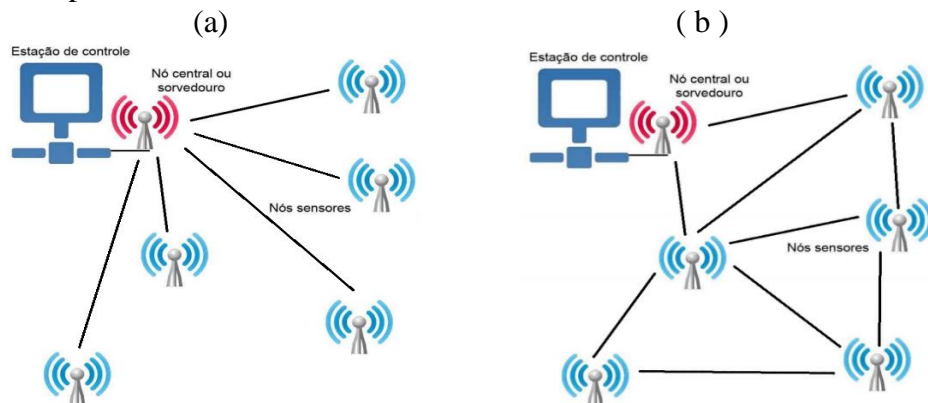 (a)
( b )
Estação de controle
Nó central ou
sorvedouro
Nós sensores
Estação de controle
Nó central ou
sorvedouro
Nós sensores